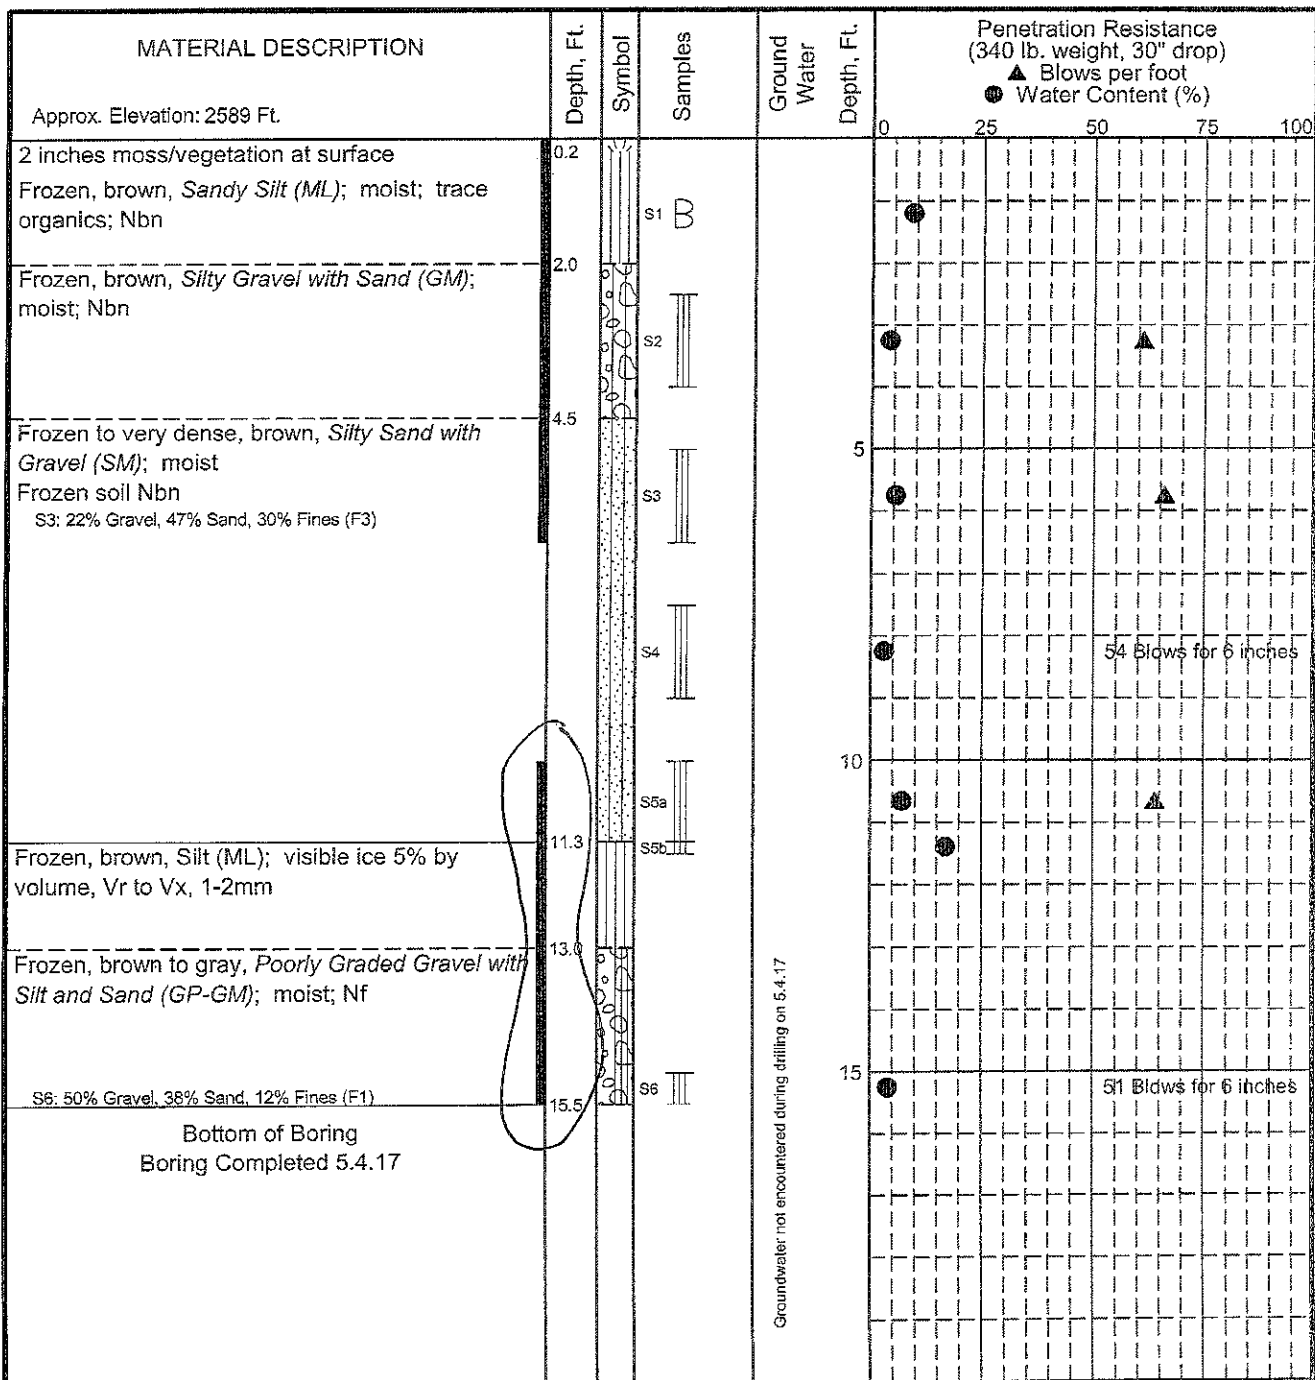 MATERIAL DESCRIPTION
Approx. Elevation: 2589 Ft.
Depth, Ft.
Symbol
Samples
Ground
Water
Depth, Ft.
Penetration Resistance
(340 lb. weight, 30" drop)
▲ Blows per foot
● Water Content (%)
0 25 50 75 100
2 inches moss/vegetation at surface
0.2
Frozen, brown, Sandy Silt (ML); moist; trace
organics; Nbn
S1
2.0
Frozen, brown, Silty Gravel with Sand (GM);
moist; Nbn
S2
4.5
Frozen to very dense, brown, Silty Sand with
Gravel (SM); moist
Frozen soil Nbn
S3: 22% Gravel, 47% Sand, 30% Fines (F3)
5
S3
S4
54 Blows for 6 inches
10
S5a
11.3
S5b
Frozen, brown, Silt (ML); visible ice 5% by
volume, Vr to Vx, 1-2mm
13.0
Frozen, brown to gray, Poorly Graded Gravel with
Silt and Sand (GP-GM); moist; Nf
15
S6
51 Blows for 6 inches
S6: 50% Gravel, 38% Sand, 12% Fines (F1)
15.5
Bottom of Boring
Boring Completed 5.4.17
Groundwater not encountered during drilling on 5.4.17